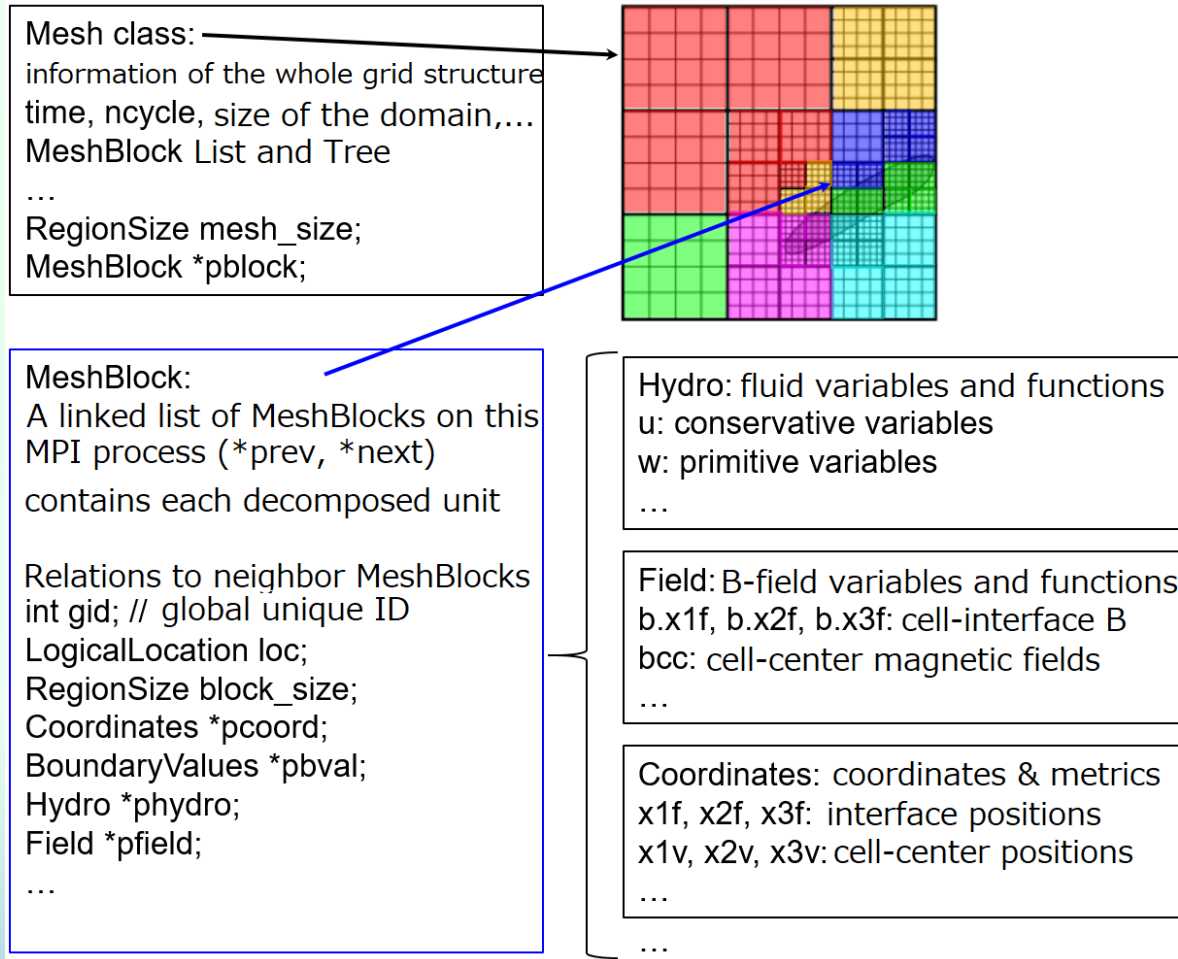 Mesh class:
information of the whole grid structure
time, ncycle, size of the domain,...
MeshBlock List and Tree
...
RegionSize mesh_size;
MeshBlock *pblock;
MeshBlock:
A linked list of MeshBlocks on this
MPI process (*prev, *next)
contains each decomposed unit
Relations to neighbor MeshBlocks
int gid; // global unique ID
LogicalLocation loc;
RegionSize block_size;
Coordinates *pcoord;
BoundaryValues *pbval;
Hydro *phydro;
Field *pfield;
...
Hydro: fluid variables and functions
u: conservative variables
w: primitive variables
...
Field: B-field variables and functions
b.x1f, b.x2f, b.x3f: cell-interface B
bcc: cell-center magnetic fields
...
Coordinates: coordinates & metrics
x1f, x2f, x3f: interface positions
x1v, x2v, x3v: cell-center positions
...
...